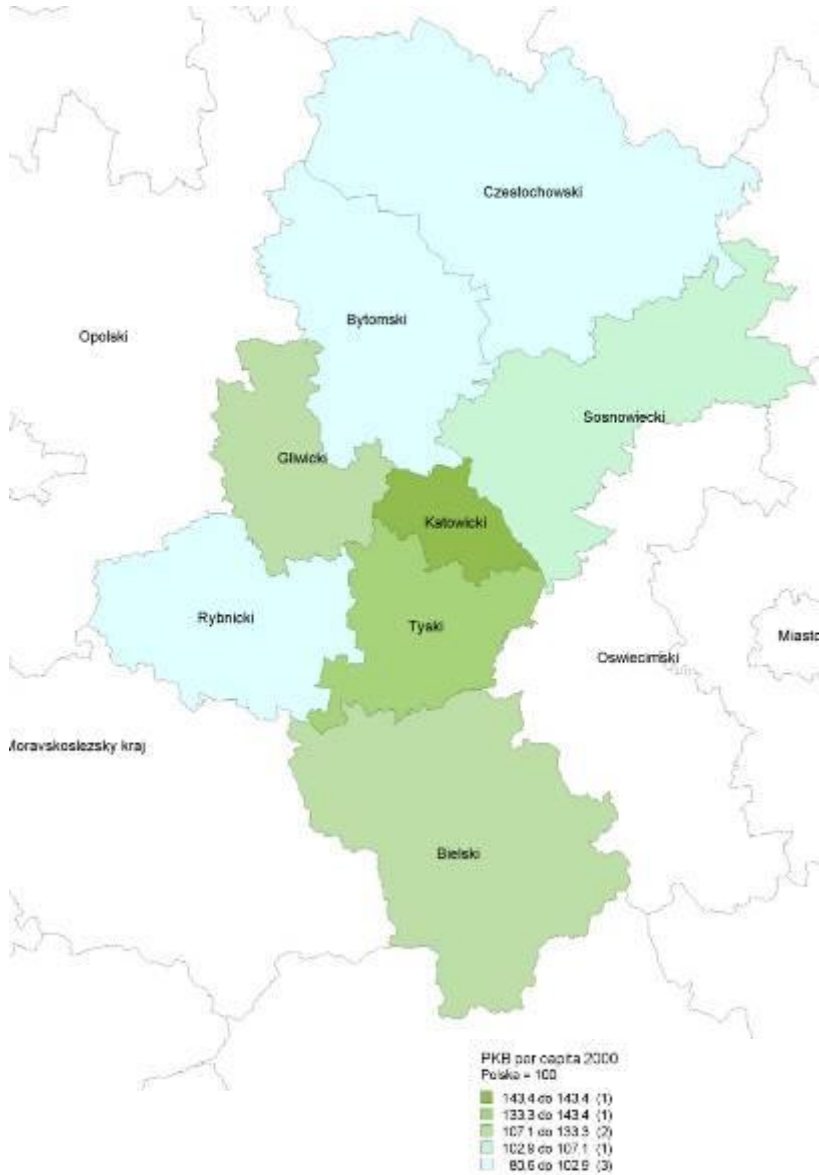 Czestochowski
Bytomski
Opolski
Sosnowiecki
Gliwicki
Katowicki
Rybnicki
Tyski
Miasto
Oswiecimski
Moravskoslezsky kraj
Bielski
PKB per capita 2000
Polska = 100
143,4 do 143,4 (1)
133,3 do 143,4 (1)
107,1 do 133,3 (2)
102,9 do 107,1 (1)
80,6 do 102,9 (3)